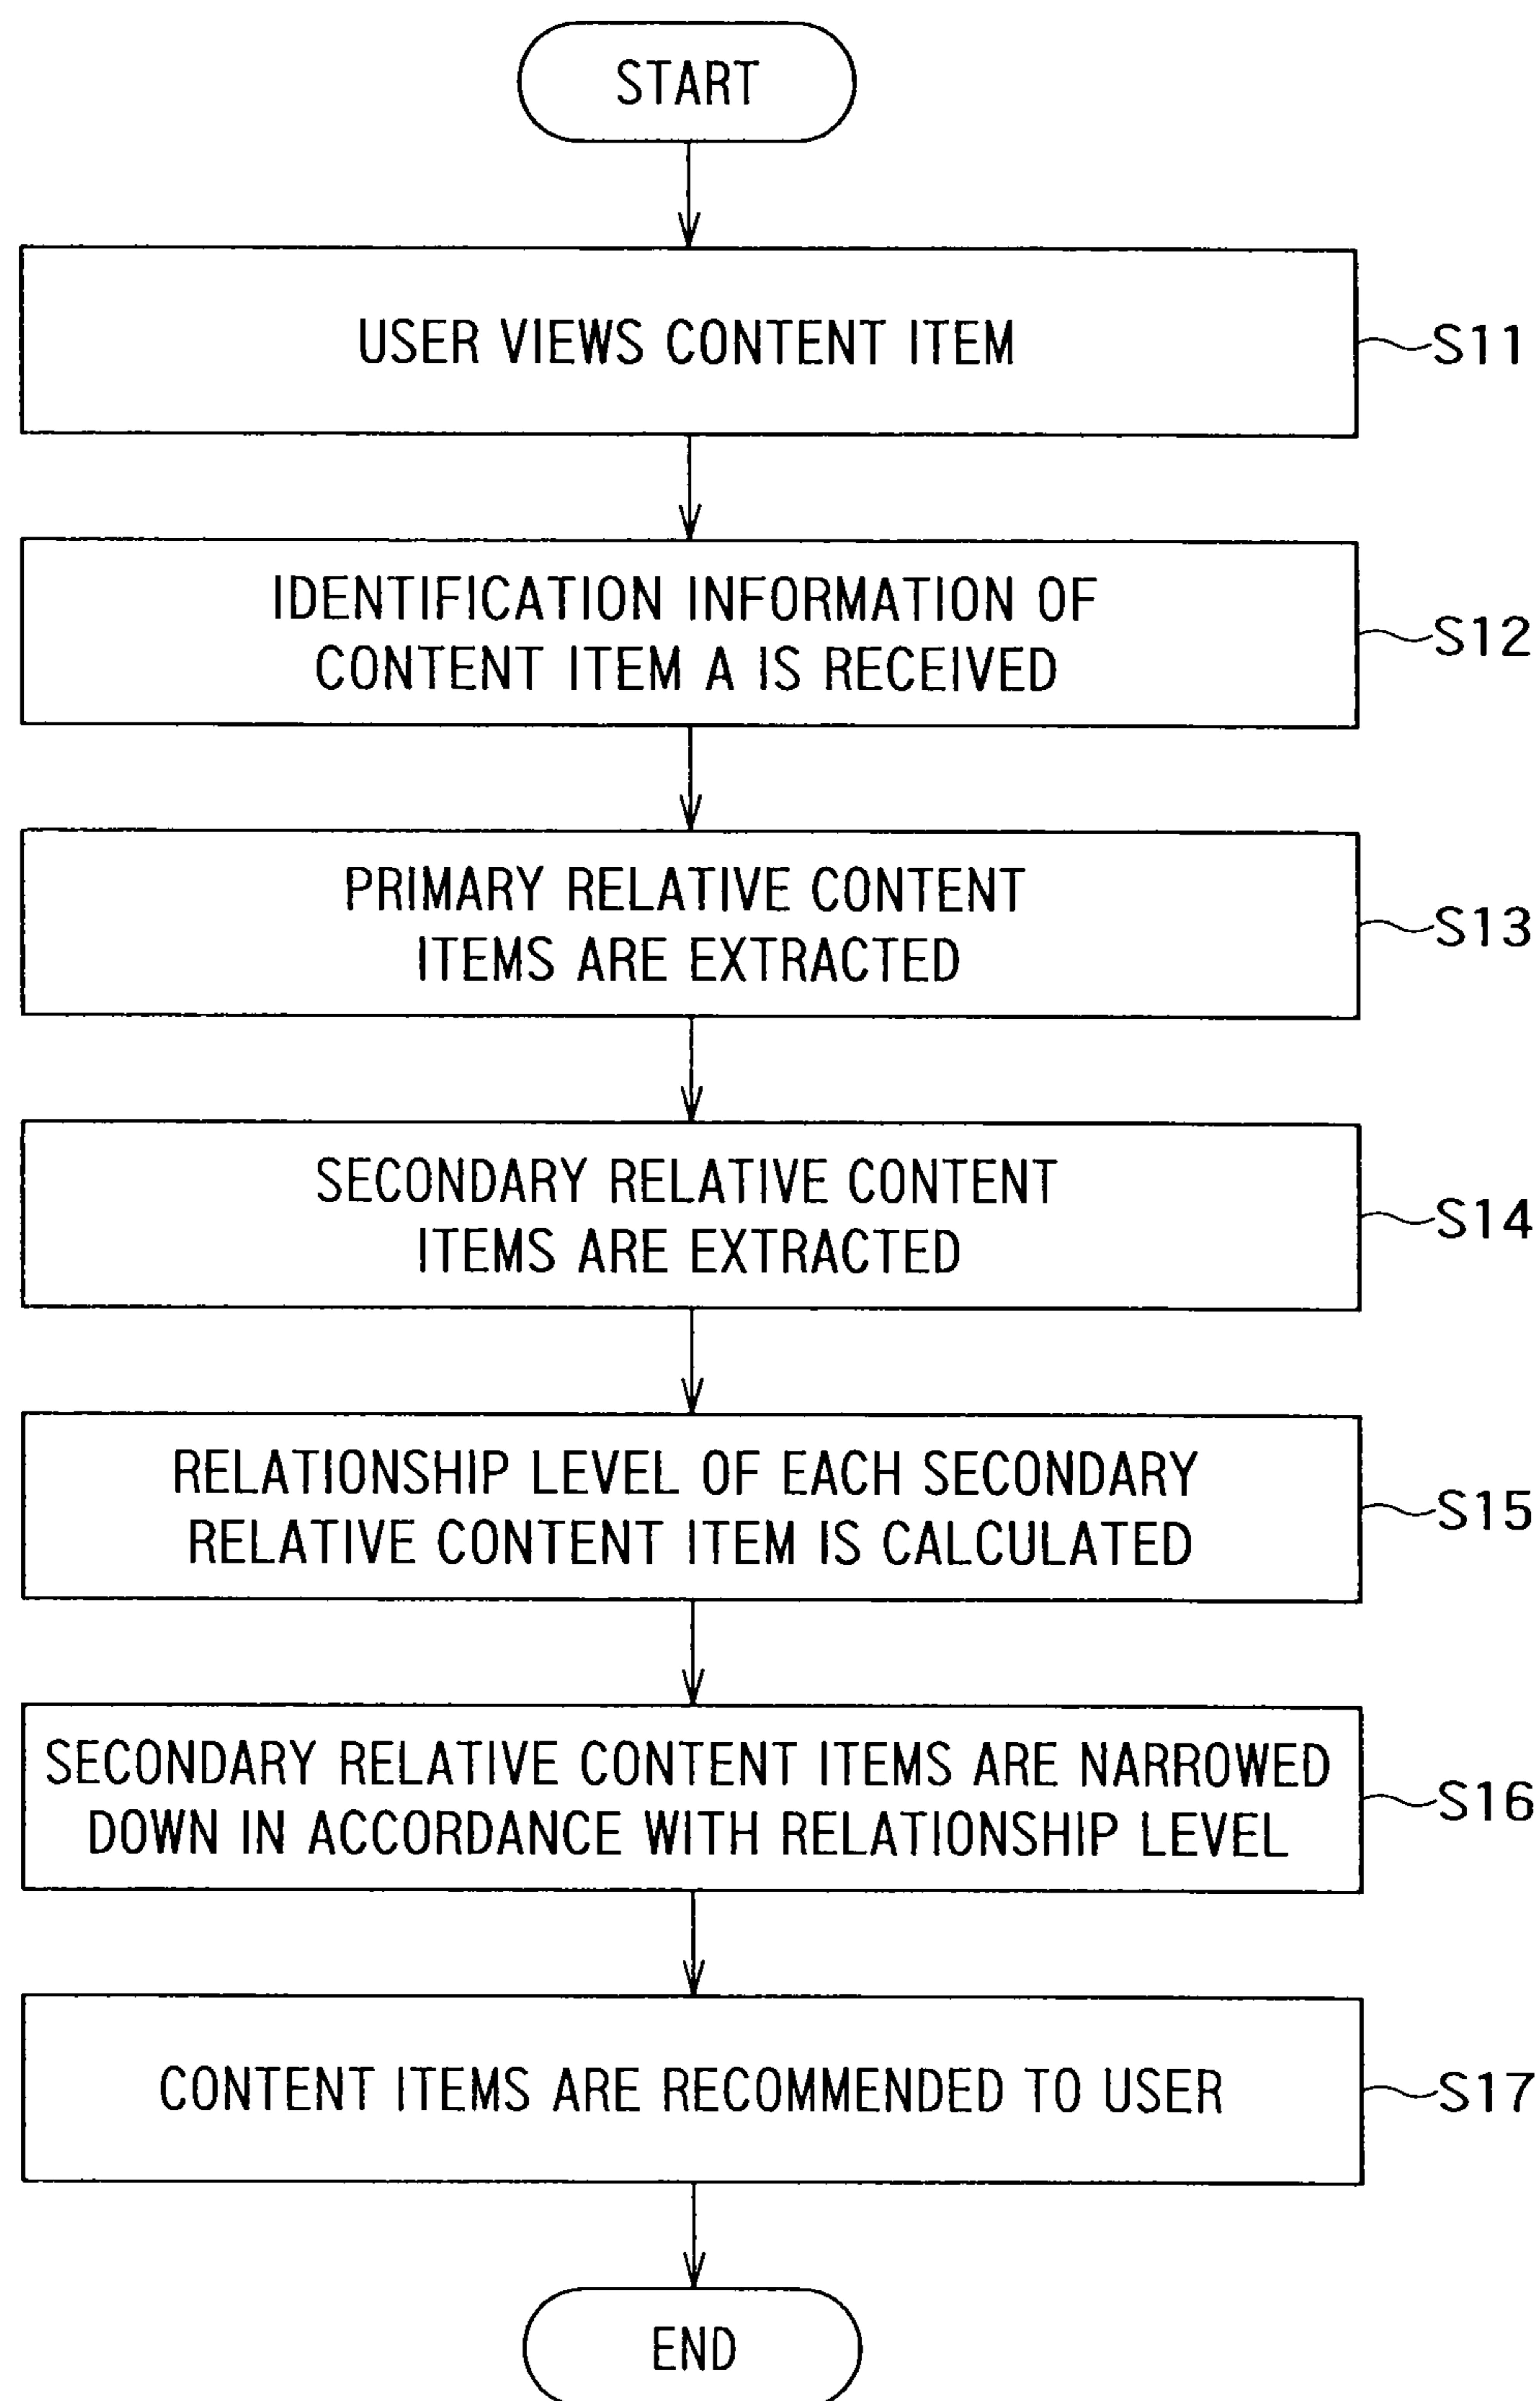 START
USER VIEWS CONTENT ITEM
S11
IDENTIFICATION INFORMATION OF
CONTENT ITEM A IS RECEIVED
S12
PRIMARY RELATIVE CONTENT
ITEMS ARE EXTRACTED
S13
SECONDARY RELATIVE CONTENT
ITEMS ARE EXTRACTED
S14
RELATIONSHIP LEVEL OF EACH SECONDARY
RELATIVE CONTENT ITEM IS CALCULATED
S15
SECONDARY RELATIVE CONTENT ITEMS ARE NARROWED
DOWN IN ACCORDANCE WITH RELATIONSHIP LEVEL
S16
CONTENT ITEMS ARE RECOMMENDED TO USER
S17
END